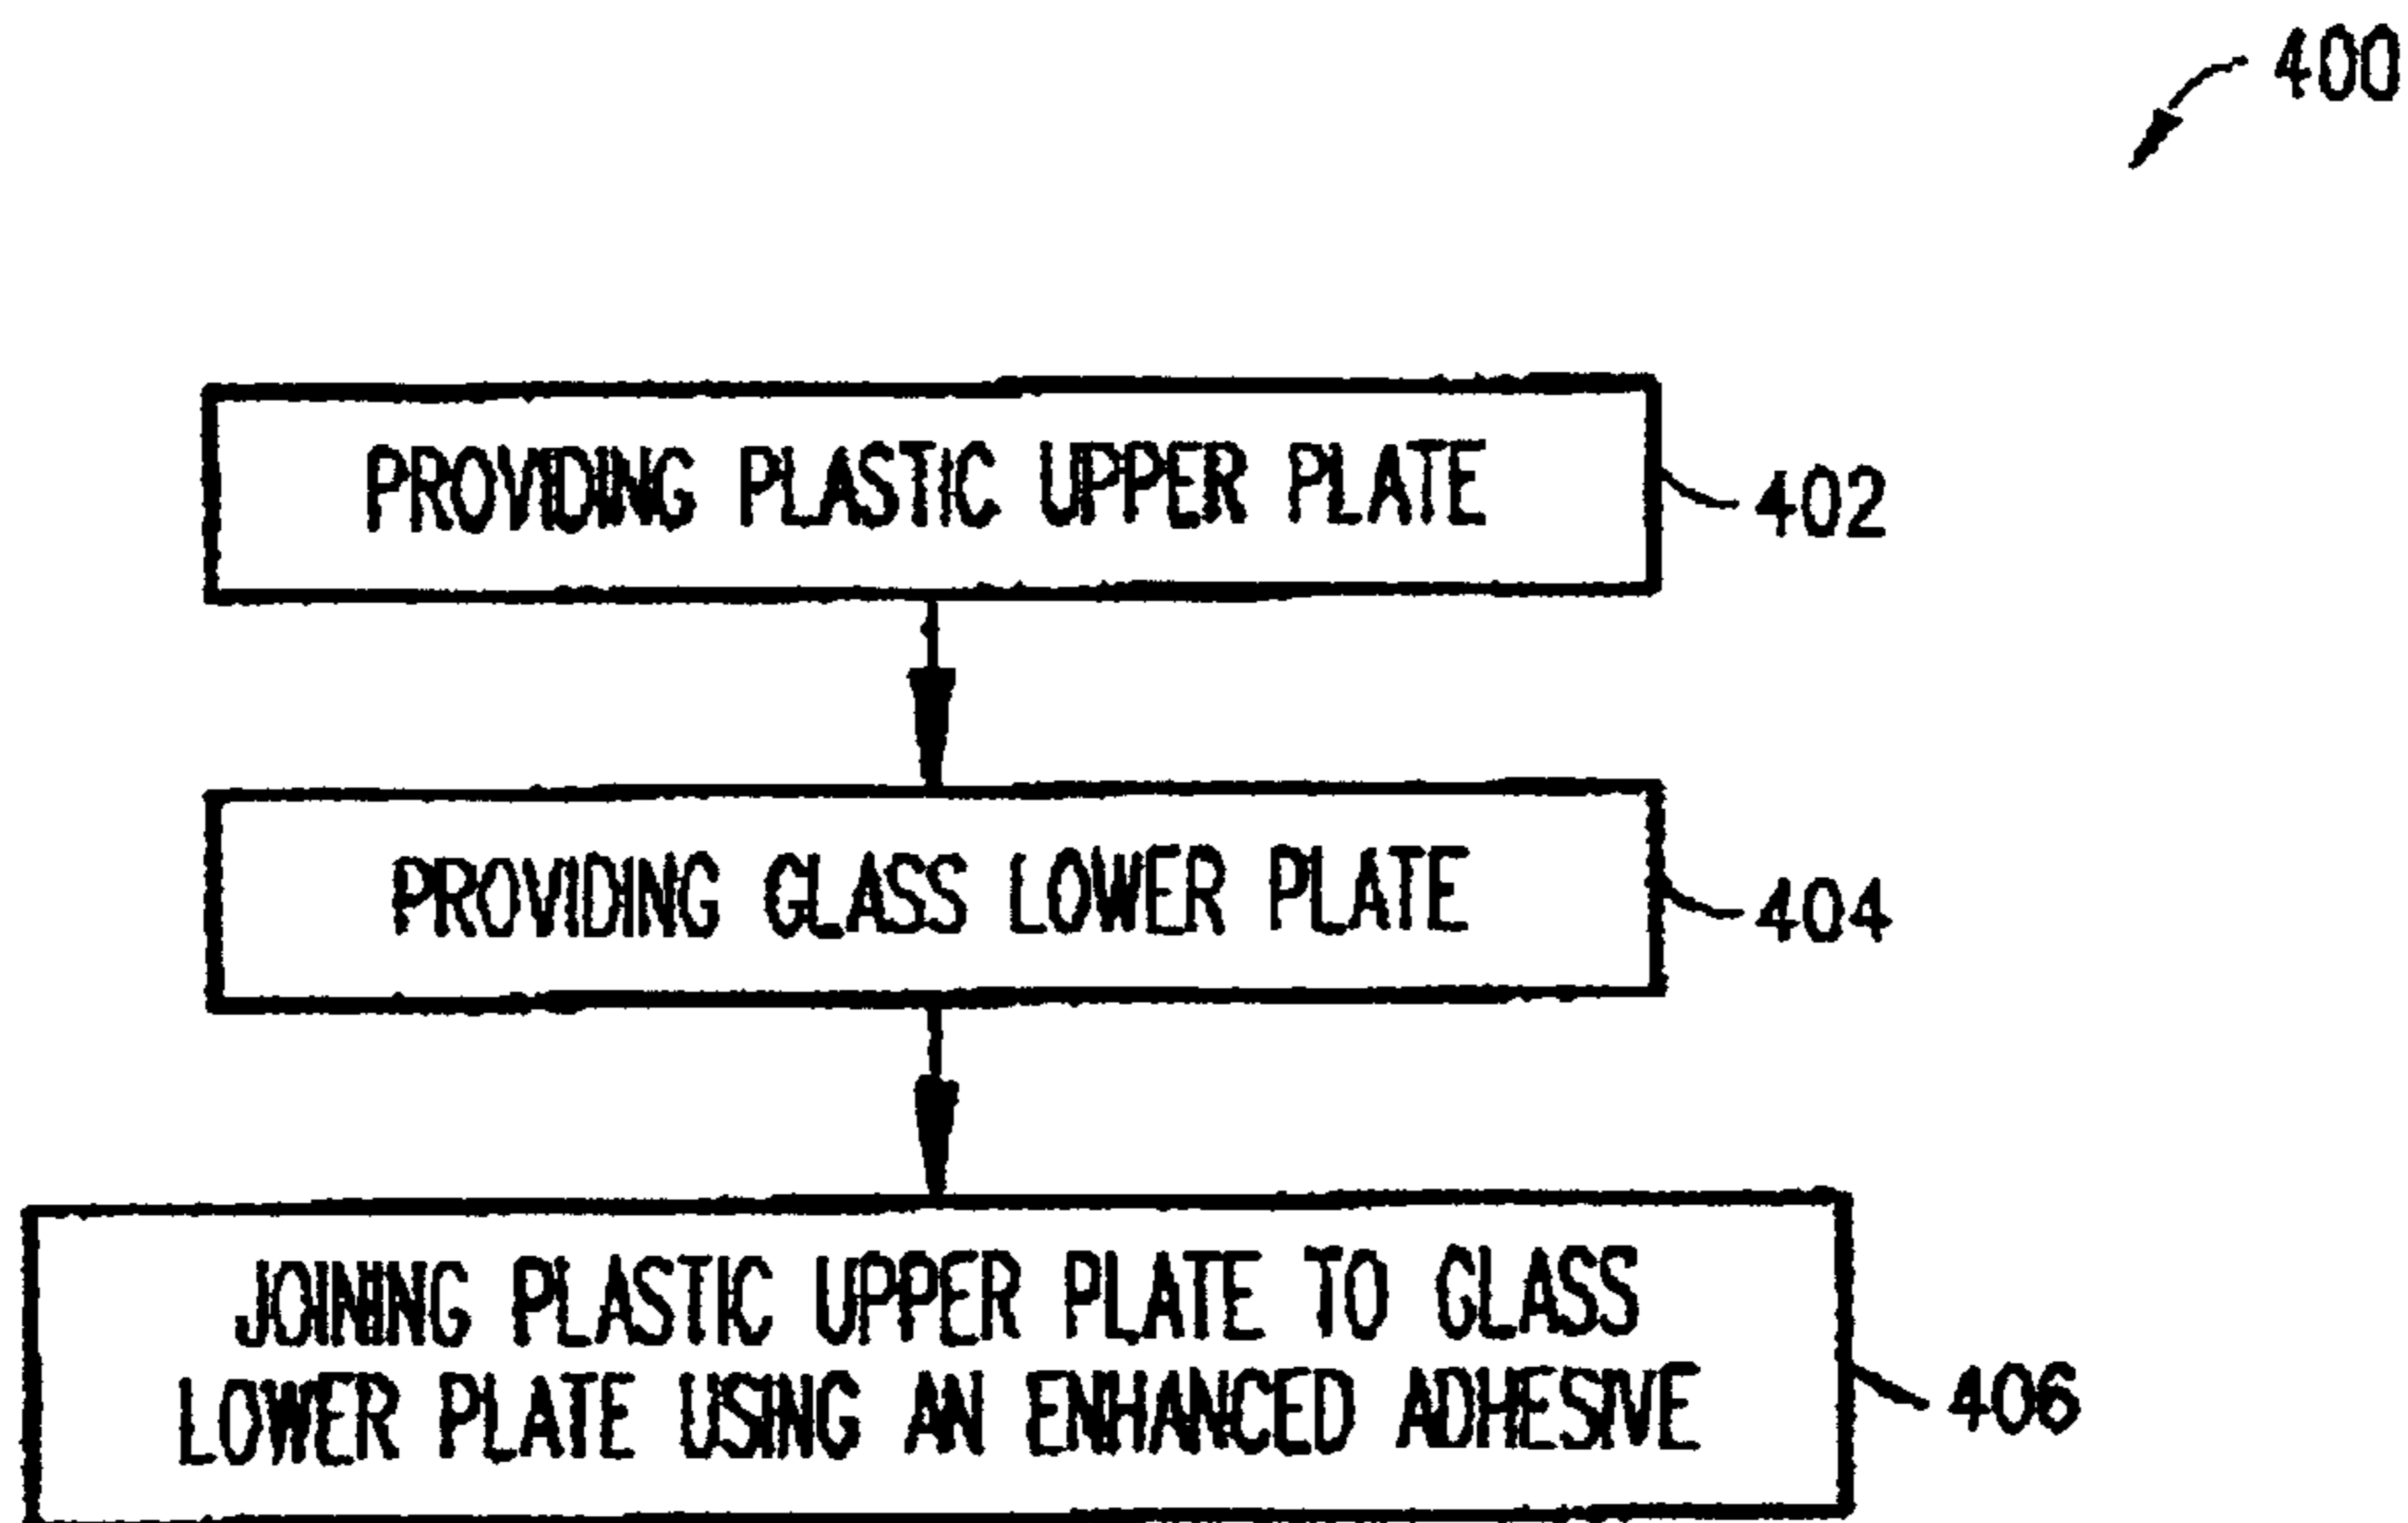 400
PROVIDING PLASTIC UPPER PLATE
402
PROVIDING GLASS LOWER PLATE
404
JOINING PLASTIC UPPER PLATE TO GLASS
LOWER PLATE USING AN ENHANCED ADHESIVE
406